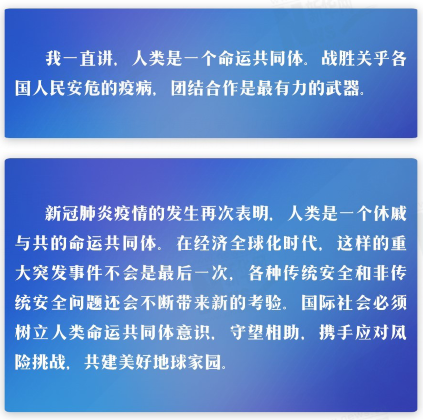 我一直讲，人类是一个命运共同体。战胜关乎各
国人民安危的疫病，团结合作是最有力的武器。
新冠肺炎疫情的发生再次表明，人类是一个休戚
与共的命运共同体。在经济全球化时代，这样的重
大突发事件不会是最后一次，各种传统安全和非传
统安全问题还会不断带来新的考验。国际社会必须
树立人类命运共同体意识，守望相助，携手应对风
险挑战，共建美好地球家园。